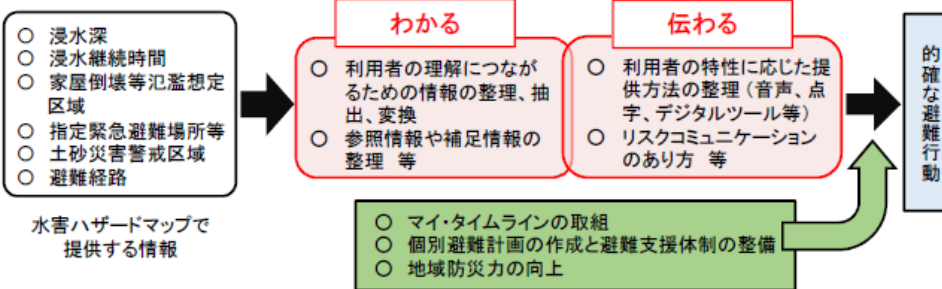 ○ 浸水深
○ 浸水継続時間
○ 家屋倒壊等氾濫想定
区域
○ 指定緊急避難場所等
○ 土砂災害警戒区域
○ 避難経路
水害ハザードマップで
提供する情報
わかる
○ 利用者の理解につなが
るための情報の整理、抽
出、変換
○ 参照情報や補足情報の
整理 等
伝わる
○ 利用者の特性に応じた提
供方法の整理（音声、点
字、デジタルツール等）
○ リスクコミュニケーション
のあり方 等
○ マイ・タイムラインの取組
○ 個別避難計画の作成と避難支援体制の整備
○ 地域防災力の向上
的確な避難行動